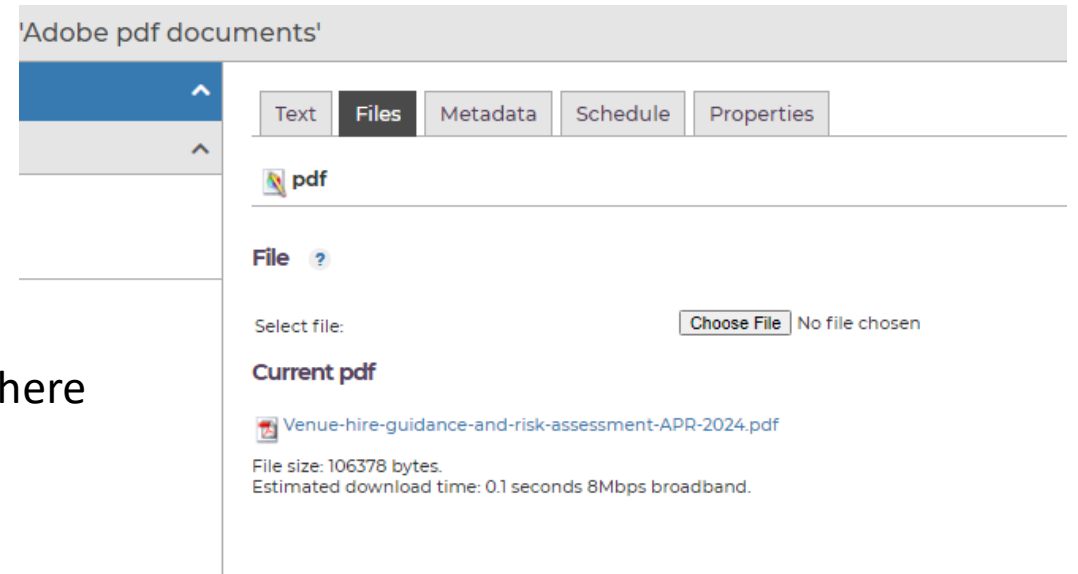 'Adobe pdf documents'
Text Files Metadata Schedule Properties
pdf
File ?
Select file: Choose File No file chosen
here
Current pdf
Venue-hire-guidance-and-risk-assessment-APR-2024.pdf
File size: 106378 bytes.
Estimated download time: 0.1 seconds 8Mbps broadband.